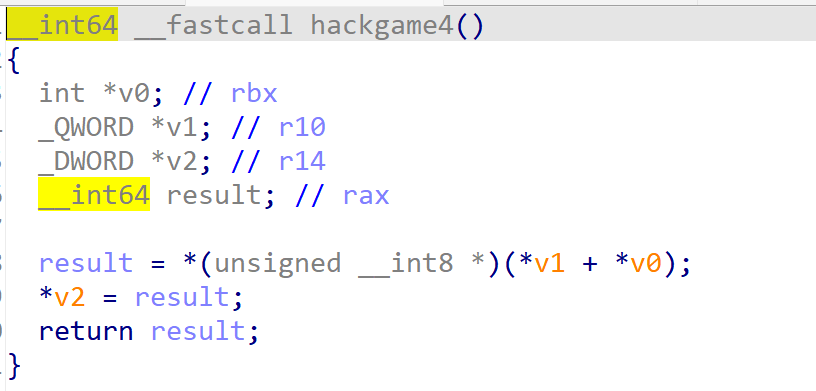 __int64 __fastcall hackgame4()
{
  int *v0; // rbx
  _QWORD *v1; // r10
  _DWORD *v2; // r14
  __int64 result; // rax

  result = *(unsigned __int8 *)(*v1 + *v0);
  *v2 = result;
  return result;
}